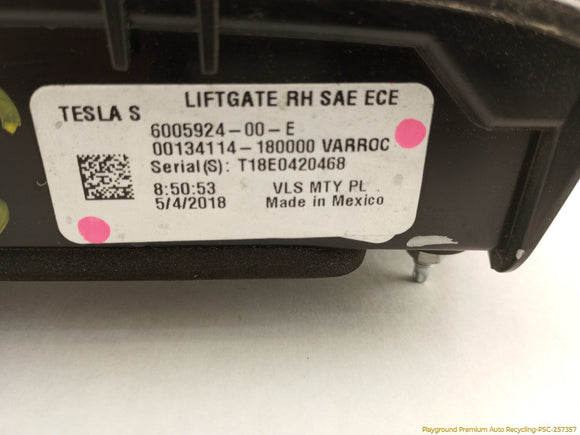 TESLA S LIFTGATE RH SAE ECE
6005924-00-E
00134114-180000 VARROC
Serial(S): T18E0420468
8:50:53 VLS MTY PL
5/4/2018 Made in Mexico
Playground Premium Auto Recycling-PSC-257357